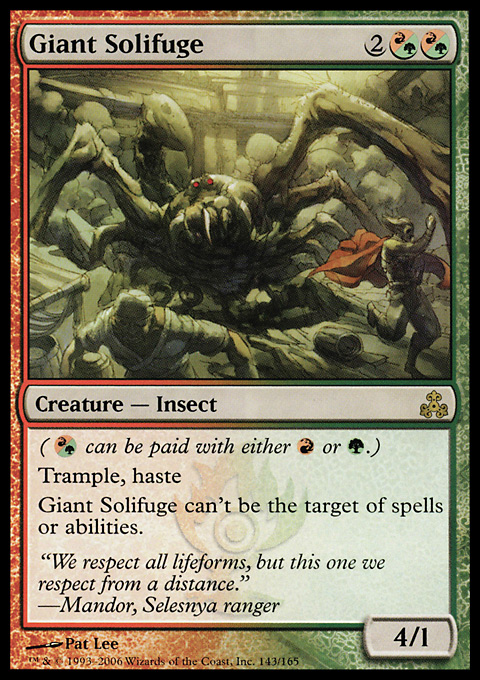 Giant Solifuge 2
Creature — Insect
( can be paid with either or .)
Trample, haste
Giant Solifuge can't be the target of spells
or abilities.
"We respect all lifeforms, but this one we
respect from a distance."
—Mandor, Selesnya ranger
4/1
Pat Lee
™ & © 1993–2006 Wizards of the Coast, Inc. 143/165